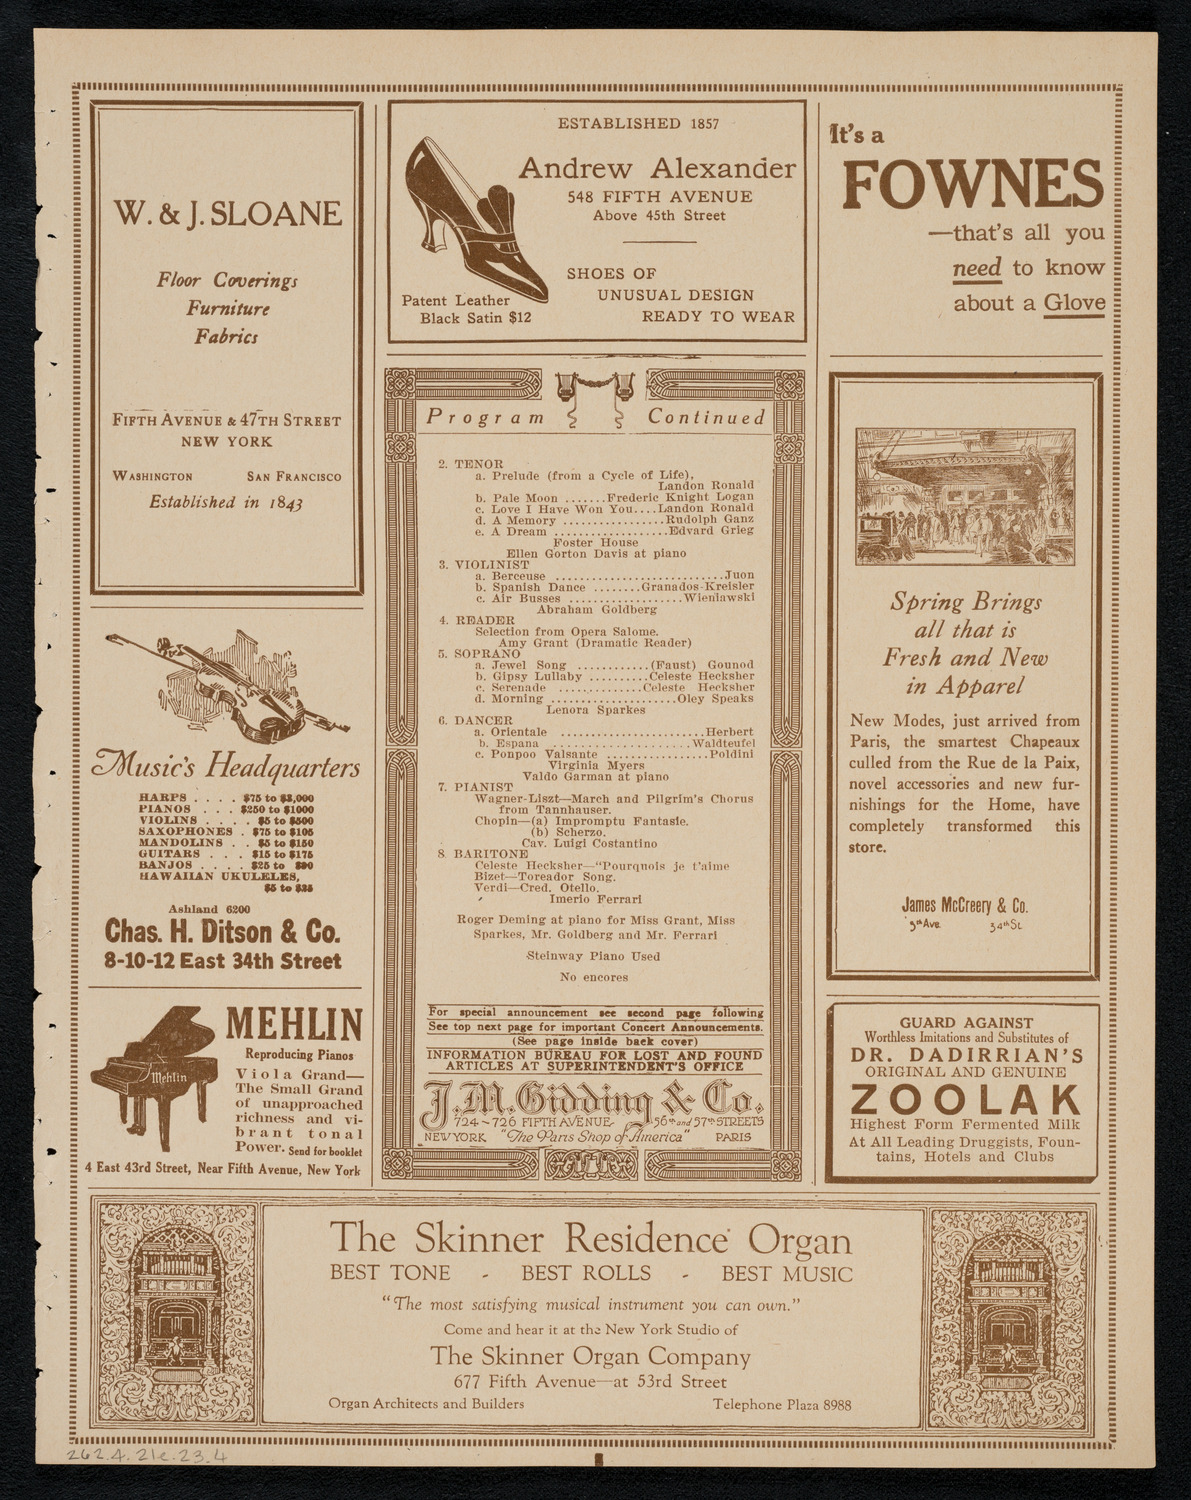 W. & J. SLOANE
Floor Coverings
Furniture
Fabrics
FIFTH AVENUE & 47TH STREET
NEW YORK
WASHINGTON SAN FRANCISCO
Established in 1843
Music's Headquarters
HARPS . . . . $75 to $3,000
PIANOS . . . $250 to $1000
VIOLINS . . . . $5 to $500
SAXOPHONES . $75 to $105
MANDOLINS . . $5 to $150
GUITARS . . . $15 to $175
BANJOS . . . . $25 to $90
HAWAIIAN UKULELES,
$5 to $35
Ashland 6200
Chas. H. Ditson & Co.
8-10-12 East 34th Street
MEHLIN
Reproducing Pianos
Mehlin
Viola Grand—
The Small Grand
of unapproached
richness and vi-
brant tonal
Power. Send for booklet
4 East 43rd Street, Near Fifth Avenue, New York
ESTABLISHED 1857
Andrew Alexander
548 FIFTH AVENUE
Above 45th Street
SHOES OF
UNUSUAL DESIGN
READY TO WEAR
Patent Leather
Black Satin $12
Program Continued
2. TENOR
a. Prelude (from a Cycle of Life),
Landon Ronald
b. Pale Moon .......Frederic Knight Logan
c. Love I Have Won You....Landon Ronald
d. A Memory .................Rudolph Ganz
e. A Dream ...................Edvard Grieg
Foster House
Ellen Gorton Davis at piano
3. VIOLINIST
a. Berceuse ............................Juon
b. Spanish Dance ........Granados-Kreisler
c. Air Busses ...................Wieniawski
Abraham Goldberg
4. READER
Selection from Opera Salome.
Amy Grant (Dramatic Reader)
5. SOPRANO
a. Jewel Song ............(Faust) Gounod
b. Gipsy Lullaby ..........Celeste Hecksher
c. Serenade ..............Celeste Hecksher
d. Morning .....................Oley Speaks
Lenora Sparkes
6. DANCER
a. Orientale ........................Herbert
b. Espana ........................Waldteufel
c. Ponpoo Valsante .................Poldini
Virginia Myers
Valdo Garman at piano
7. PIANIST
Wagner-Liszt—March and Pilgrim's Chorus
from Tannhauser.
Chopin—(a) Impromptu Fantasie.
(b) Scherzo.
Cav. Luigi Costantino
8 BARITONE
Celeste Hecksher—"Pourquois je t'aime
Bizet—Toreador Song.
Verdi—Cred. Otello.
Imerio Ferrari
Roger Deming at piano for Miss Grant, Miss
Sparkes, Mr. Goldberg and Mr. Ferrari
Steinway Piano Used
No encores
For special announcement see second page following
See top next page for important Concert Announcements.
(See page inside back cover)
INFORMATION BUREAU FOR LOST AND FOUND
ARTICLES AT SUPERINTENDENT'S OFFICE
J.M. Gidding & Co.
724 - 726 FIFTH AVENUE 56th and 57th STREETS
NEW YORK "The Paris Shop of America" PARIS
It's a
FOWNES
—that's all you
need to know
about a Glove
Spring Brings
all that is
Fresh and New
in Apparel
New Modes, just arrived from
Paris, the smartest Chapeaux
culled from the Rue de la Paix,
novel accessories and new fur-
nishings for the Home, have
completely transformed this
store.
James McCreery & Co.
5th Ave. 34th St.
GUARD AGAINST
Worthless Imitations and Substitutes of
DR. DADIRRIAN'S
ORIGINAL AND GENUINE
ZOOLAK
Highest Form Fermented Milk
At All Leading Druggists, Foun-
tains, Hotels and Clubs
The Skinner Residence Organ
BEST TONE - BEST ROLLS - BEST MUSIC
"The most satisfying musical instrument you can own."
Come and hear it at the New York Studio of
The Skinner Organ Company
677 Fifth Avenue—at 53rd Street
Organ Architects and Builders Telephone Plaza 8988
262.4.21e.23.4